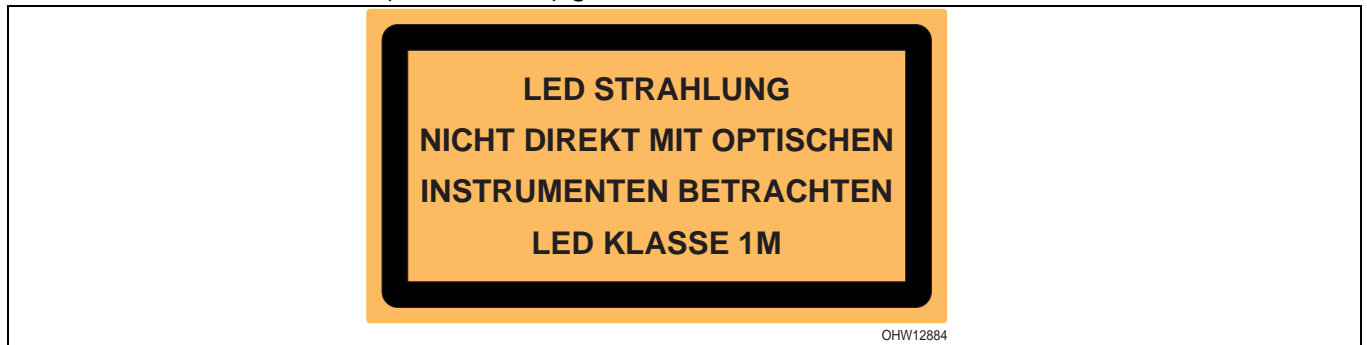 LED STRAHLUNG
NICHT DIREKT MIT OPTISCHEN
INSTRUMENTEN BETRACHTEN
LED KLASSE 1M
OHW12884